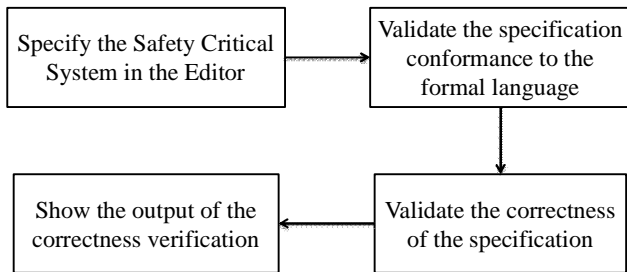 Specify the Safety Critical
System in the Editor
Validate the specification
conformance to the
formal language
Validate the correctness
of the specification
Show the output of the
correctness verification